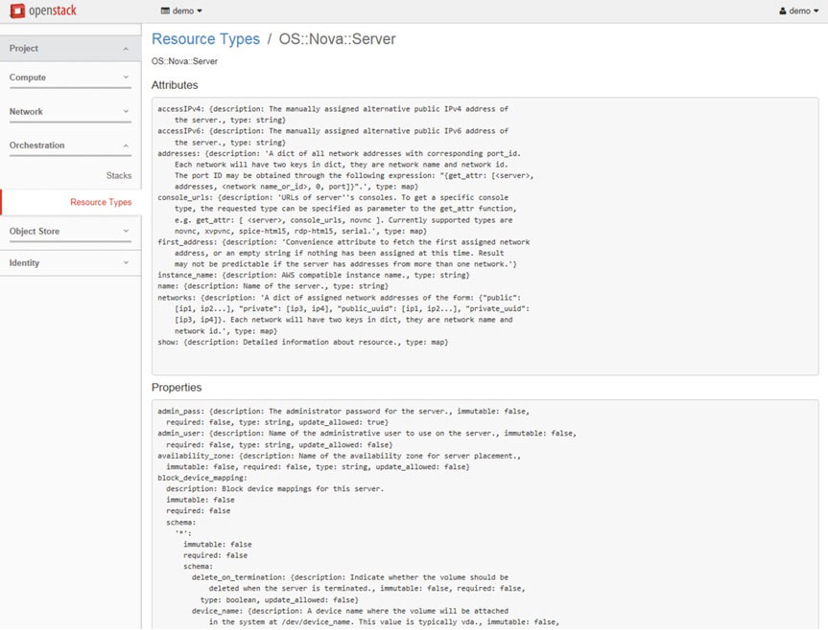 openstack demo demo
Project
Compute
Network
Orchestration
Stacks
Resource Types
Object Store
Identity
Resource Types / OS::Nova::Server
OS::Nova::Server
Attributes
accessIPv4: {description: The manually assigned alternative public IPv4 address of
the server., type: string}
accessIPv6: {description: The manually assigned alternative public IPv6 address of
the server., type: string}
addresses: {description: 'A dict of all network addresses with corresponding port_id.
Each network will have two keys in dict, they are network name and network id.
The port ID may be obtained through the following expression: "{get_attr: [<server>,
addresses, <network name_or_id>, 0, port]}".', type: map}
console_urls: {description: 'URLs of server''s consoles. To get a specific console
type, the requested type can be specified as parameter to the get_attr function,
e.g. get_attr: [ <server>, console_urls, novnc ]. Currently supported types are
novnc, xvpvnc, spice-html5, rdp-html5, serial.', type: map}
first_address: {description: 'Convenience attribute to fetch the first assigned network
address, or an empty string if nothing has been assigned at this time. Result
may not be predictable if the server has addresses from more than one network.'}
instance_name: {description: AWS compatible instance name., type: string}
name: {description: Name of the server., type: string}
networks: {description: 'A dict of assigned network addresses of the form: {"public":
[ip1, ip2...], "private": [ip3, ip4], "public_uuid": [ip1, ip2...], "private_uuid":
[ip3, ip4]}. Each network will have two keys in dict, they are network name and
network id.', type: map}
show: {description: Detailed information about resource., type: map}
Properties
admin_pass: {description: The administrator password for the server., immutable: false,
required: false, type: string, update_allowed: true}
admin_user: {description: Name of the administrative user to use on the server., immutable: false,
required: false, type: string, update_allowed: false}
availability_zone: {description: Name of the availability zone for server placement.,
immutable: false, required: false, type: string, update_allowed: false}
block_device_mapping:
description: Block device mappings for this server.
immutable: false
required: false
schema:
'*':
immutable: false
required: false
schema:
delete_on_termination: {description: Indicate whether the volume should be
deleted when the server is terminated., immutable: false, required: false,
type: boolean, update_allowed: false}
device_name: {description: A device name where the volume will be attached
in the system at /dev/device_name. This value is typically vda., immutable: false,